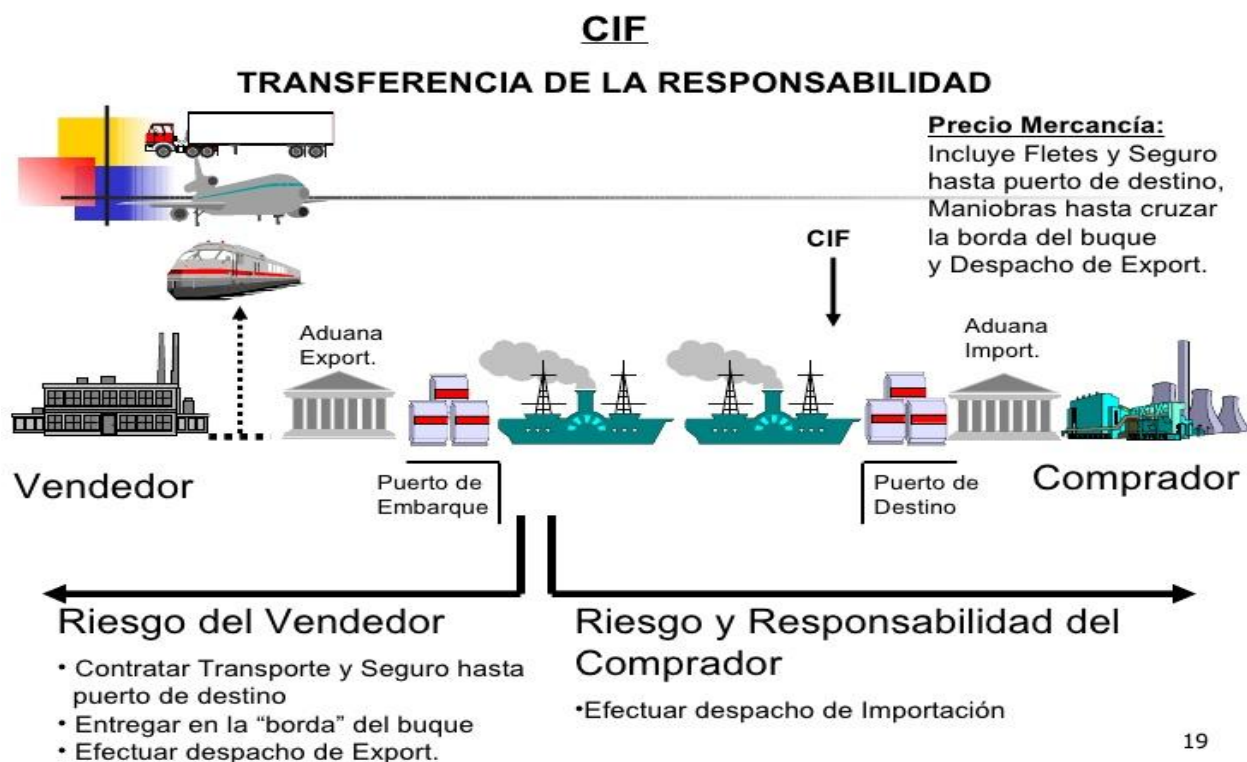 CIF
TRANSFERENCIA DE LA RESPONSABILIDAD
Precio Mercancía:
Incluye Fletes y Seguro
hasta puerto de destino,
Maniobras hasta cruzar
la borda del buque
y Despacho de Export.
CIF
Aduana
Export.
Aduana
Import.
Vendedor
Puerto de
Embarque
Puerto de
Destino
Comprador
Riesgo del Vendedor
• Contratar Transporte y Seguro hasta
puerto de destino
• Entregar en la “borda” del buque
• Efectuar despacho de Export.
Riesgo y Responsabilidad del
Comprador
•Efectuar despacho de Importación
19